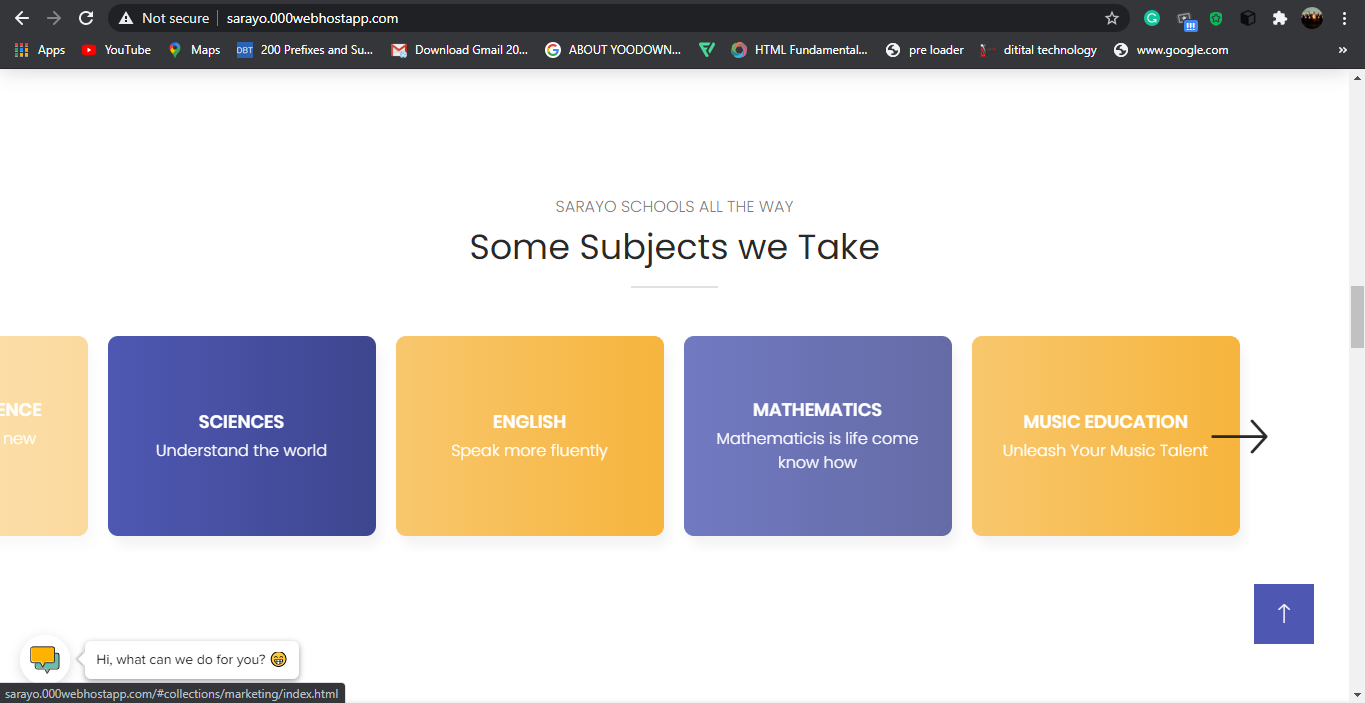 Not secure sarayo.000webhostapp.com
Apps YouTube Maps DBT 200 Prefixes and Su... Download Gmail 20... ABOUT YOODOWN... HTML Fundamental... pre loader ditital technology www.google.com »
SARAYO SCHOOLS ALL THE WAY
Some Subjects we Take
ENCE
new
SCIENCES
Understand the world
ENGLISH
Speak more fluently
MATHEMATICS
Mathematicis is life come
know how
MUSIC EDUCATION
Unleash Your Music Talent
Hi, what can we do for you? 😁
sarayo.000webhostapp.com/#collections/marketing/index.html